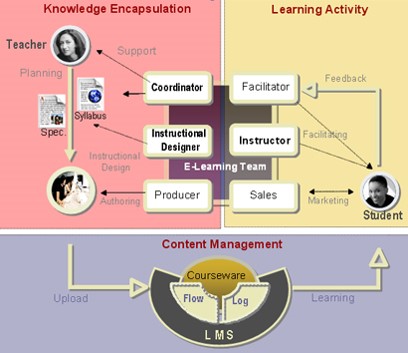 Knowledge Encapsulation
Learning Activity
Teacher
Support
Planning
Coordinator
Facilitator
Feedback
Syllabus
Spec.
Instructional
Designer
Instructor
Facilitating
Instructional
Design
E-Learning Team
Producer
Sales
Authoring
Marketing
Student
Content Management
Courseware
Flow
Log
Upload
Learning
LMS